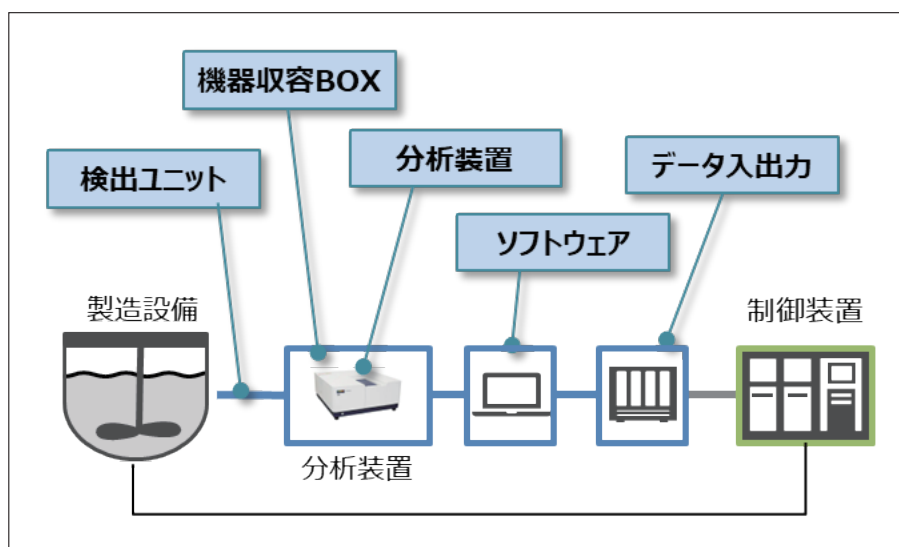 機器収容BOX
分析装置
データ入出力
検出ユニット
ソフトウェア
製造設備
制御装置
分析装置